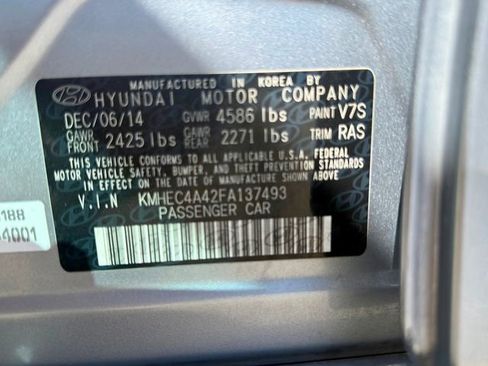 MANUFACTURED IN KOREA BY
HYUNDAI MOTOR COMPANY
DEC/06/14 GVWR 4586 lbs PAINT V7S
GAWR FRONT 2425 lbs GAWR REAR 2271 lbs TRIM RAS
THIS VEHICLE CONFORMS TO ALL APPLICABLE U.S.A. FEDERAL
MOTOR VEHICLE SAFETY, BUMPER, AND THEFT PREVENTION STANDARDS
IN EFFECT ON THE DATE OF MANUFACTURE SHOWN ABOVE.
V.I.N KMHEC4A42FA137493
PASSENGER CAR
188
4001